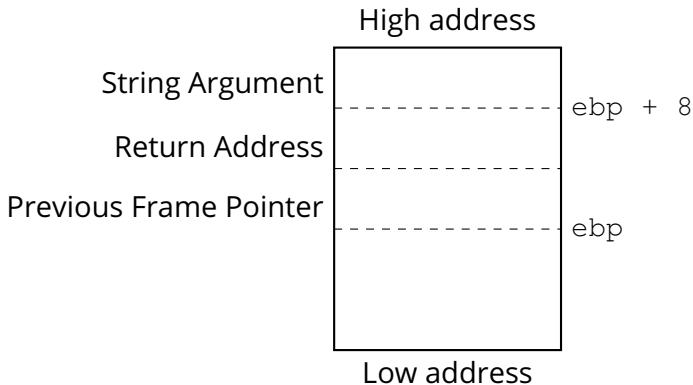 High address
String Argument
ebp + 8
Return Address
Previous Frame Pointer
ebp
Low address